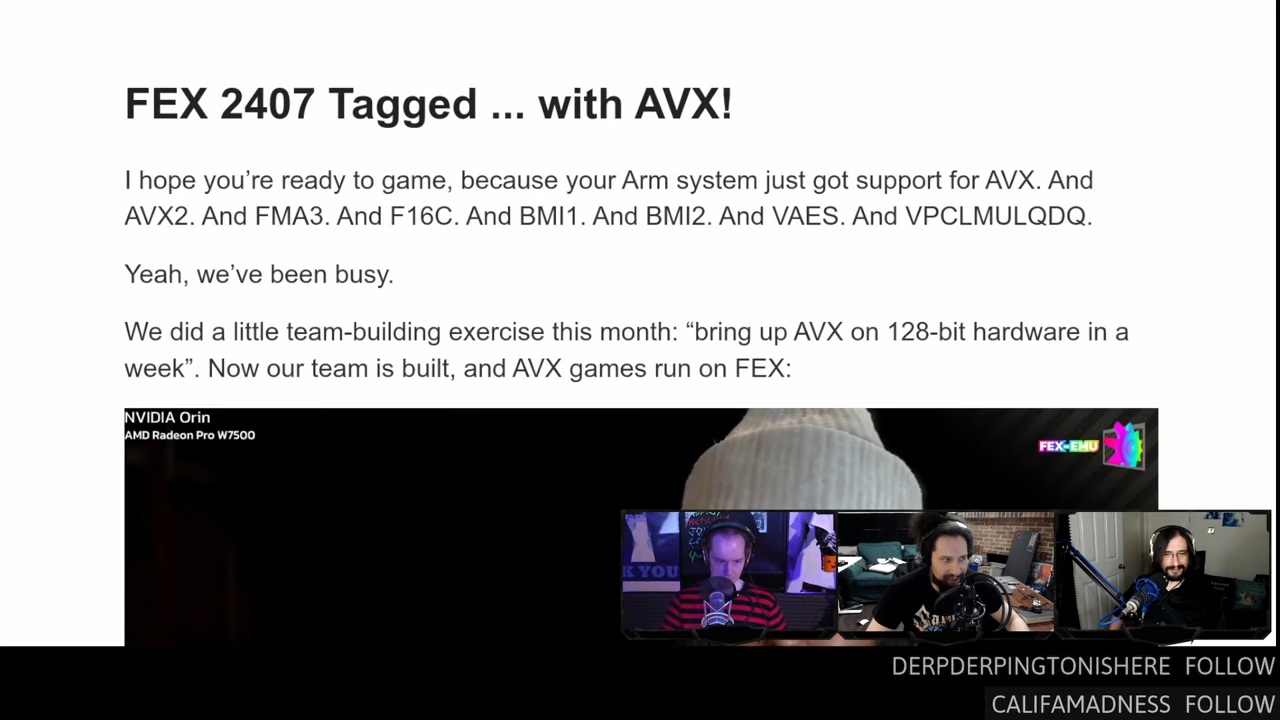 FEX 2407 Tagged ... with AVX!
I hope you’re ready to game, because your Arm system just got support for AVX. And
AVX2. And FMA3. And F16C. And BMI1. And BMI2. And VAES. And VPCLMULQDQ.
Yeah, we’ve been busy.
We did a little team-building exercise this month: “bring up AVX on 128-bit hardware in a
week”. Now our team is built, and AVX games run on FEX:
NVIDIA Orin
AMD Radeon Pro W7500
FEX-EMU
K YOU
DERPDERPINGTONISHERE FOLLOW
CALIFAMADNESS FOLLOW